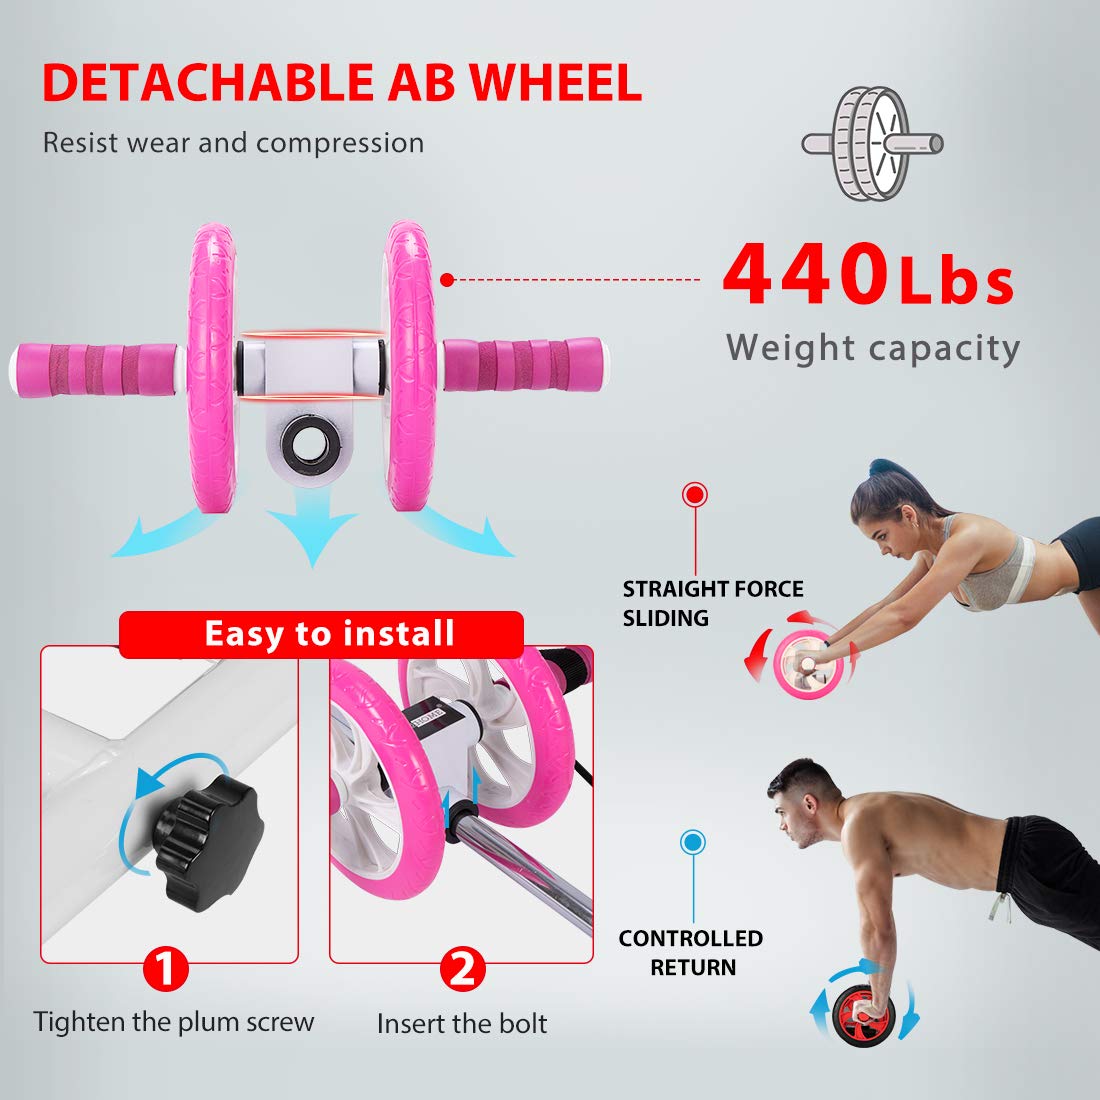 DETACHABLE AB WHEEL
Resist wear and compression
440Lbs
Weight capacity
STRAIGHT FORCE
SLIDING
Easy to install
1
Tighten the plum screw
2
Insert the bolt
CONTROLLED
RETURN